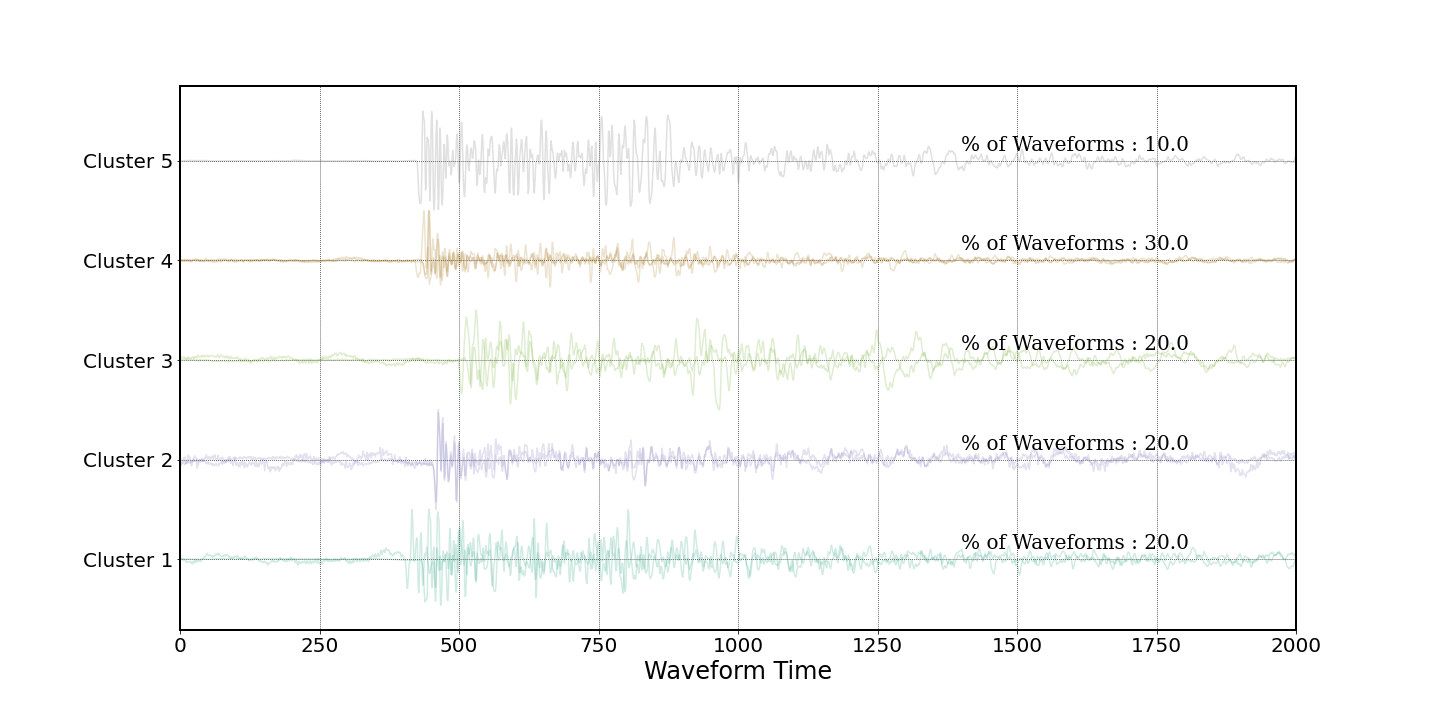 Cluster 5
% of Waveforms : 10.0
Cluster 4
% of Waveforms : 30.0
Cluster 3
% of Waveforms : 20.0
Cluster 2
% of Waveforms : 20.0
Cluster 1
% of Waveforms : 20.0
0 250 500 750 1000 1250 1500 1750 2000
Waveform Time